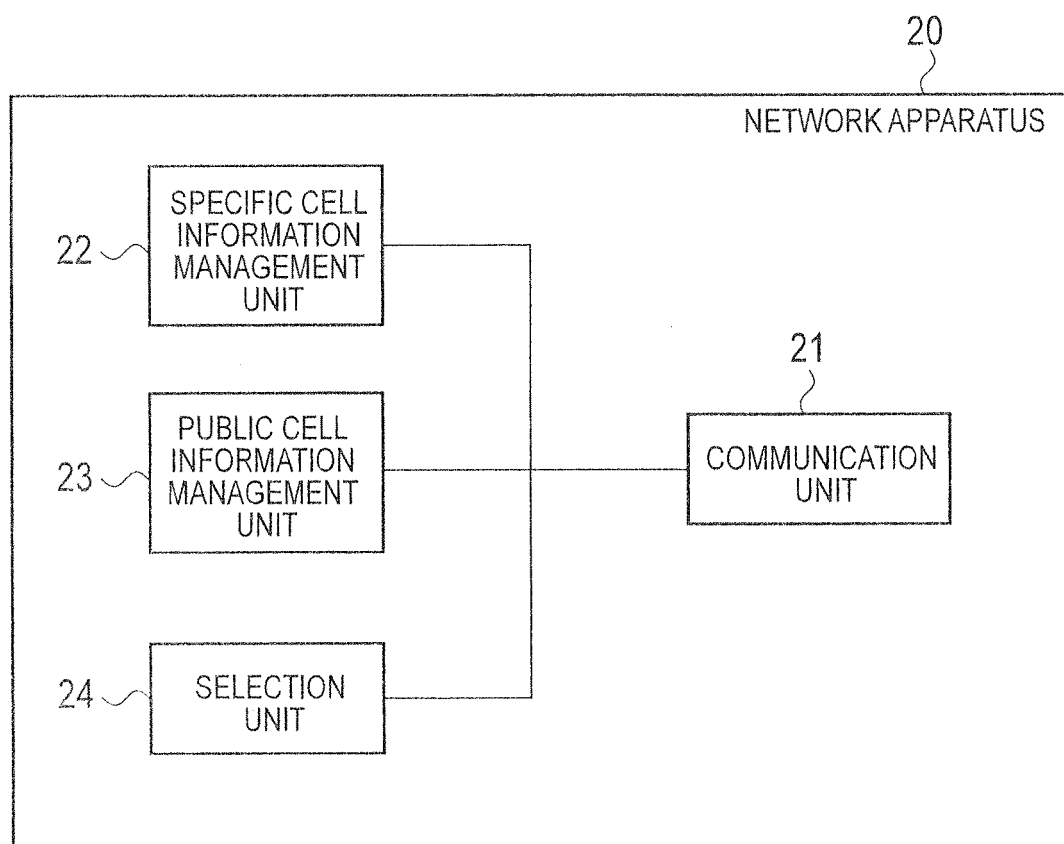 20
NETWORK APPARATUS
SPECIFIC CELL
INFORMATION
MANAGEMENT
UNIT
22
21
PUBLIC CELL
INFORMATION
MANAGEMENT
UNIT
23
COMMUNICATION
UNIT
SELECTION
UNIT
24